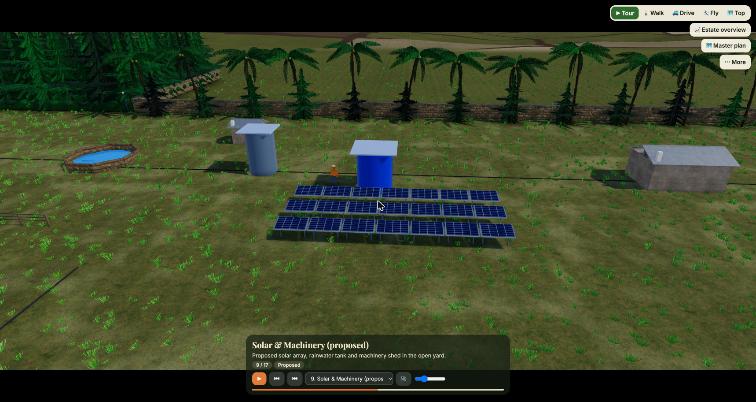 ▶ Tour
Walk
Drive
Fly
Top
Estate overview
Master plan
··· More
Solar & Machinery (proposed)
Proposed solar array, rainwater tank and machinery shed in the open yard.
9 / 17
Proposed
9. Solar & Machinery (propos